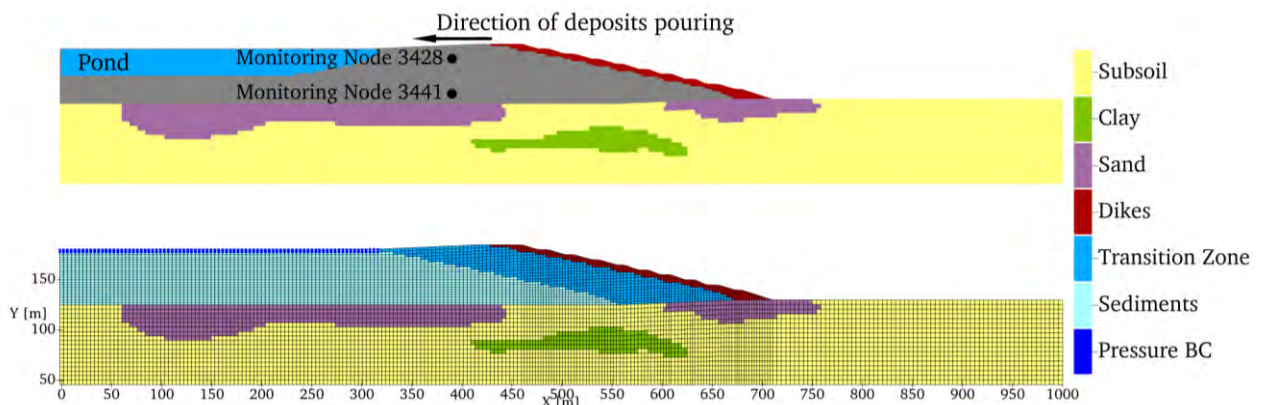 Direction of deposits pouring
Pond
Monitoring Node 3428
Monitoring Node 3441
Subsoil
Clay
Sand
Dikes
Transition Zone
Sediments
Pressure BC
150
Y [m]
100
50
0 50 100 150 200 250 300 350 400 450 500 550 600 650 700 750 800 850 900 950 1000
X [m]